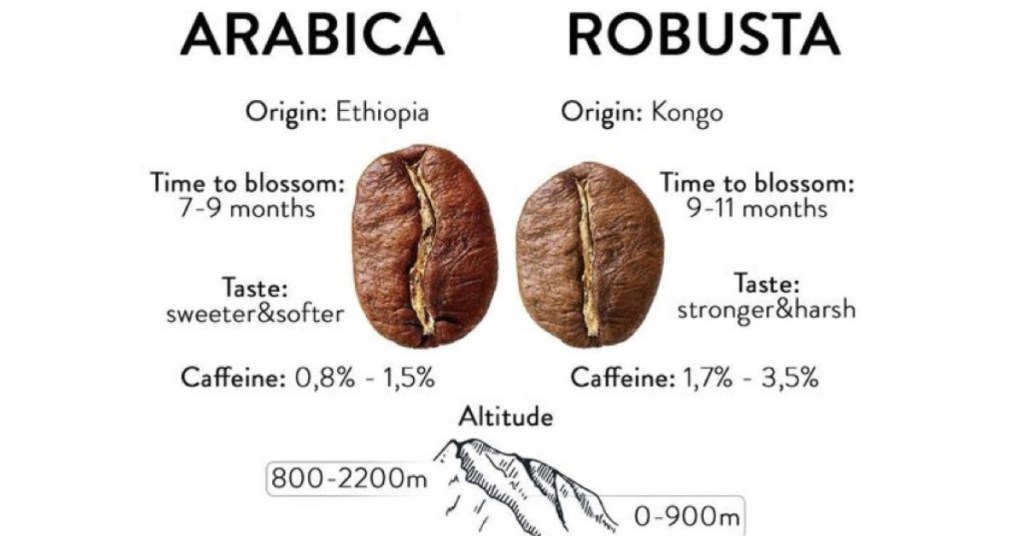 ARABICA
ROBUSTA
Origin: Ethiopia
Origin: Kongo
Time to blossom:
7-9 months
Time to blossom:
9-11 months
Taste:
sweeter&softer
Taste:
stronger&harsh
Caffeine: 0,8% - 1,5%
Caffeine: 1,7% - 3,5%
Altitude
800-2200m
0-900m